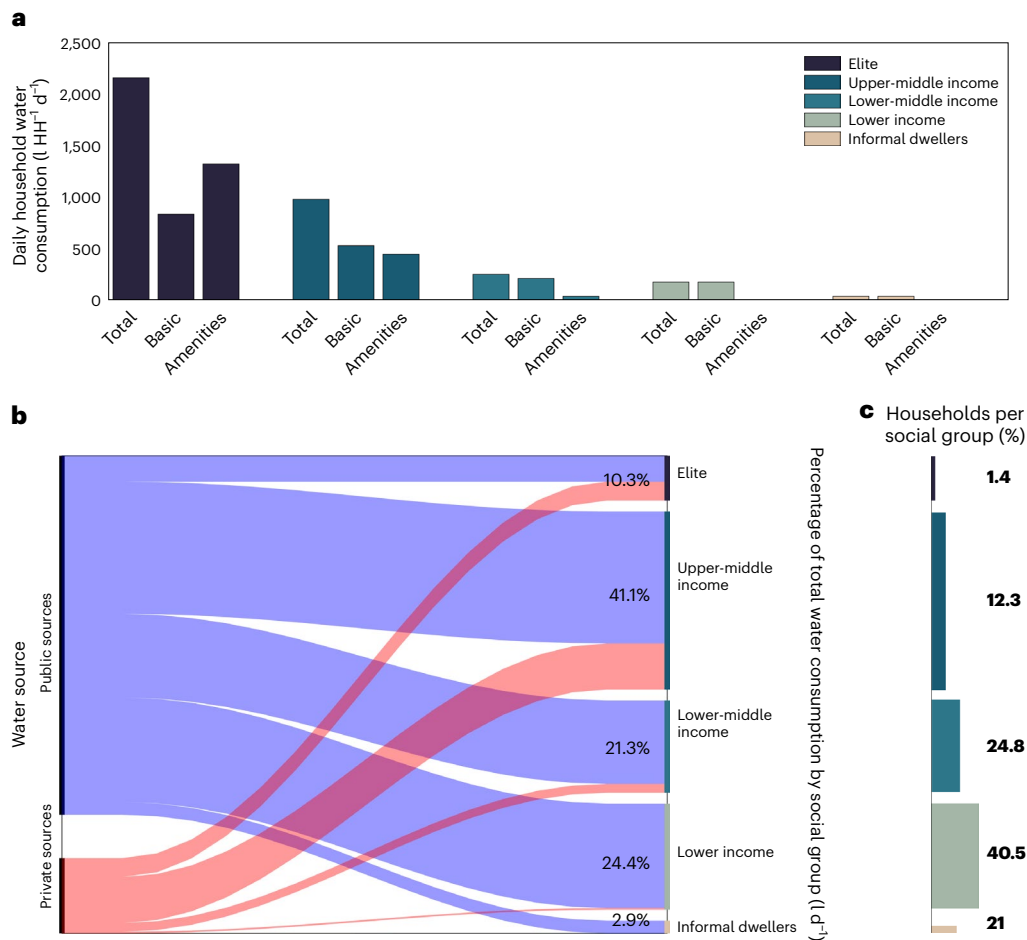 a
2,500
2,000
1,500
1,000
500
0
Daily household water
consumption (l HH⁻¹ d⁻¹)
Elite
Upper-middle income
Lower-middle income
Lower income
Informal dwellers
Total
Basic
Amenities
Total
Basic
Amenities
Total
Basic
Amenities
Total
Basic
Amenities
Total
Basic
Amenities
b
Water source
Public sources
Private sources
10.3%
41.1%
21.3%
24.4%
2.9%
Elite
Upper-middle
income
Lower-middle
income
Lower income
Informal dwellers
Percentage of total water consumption by social group (l d⁻¹)
c
Households per
social group (%)
1.4
12.3
24.8
40.5
21